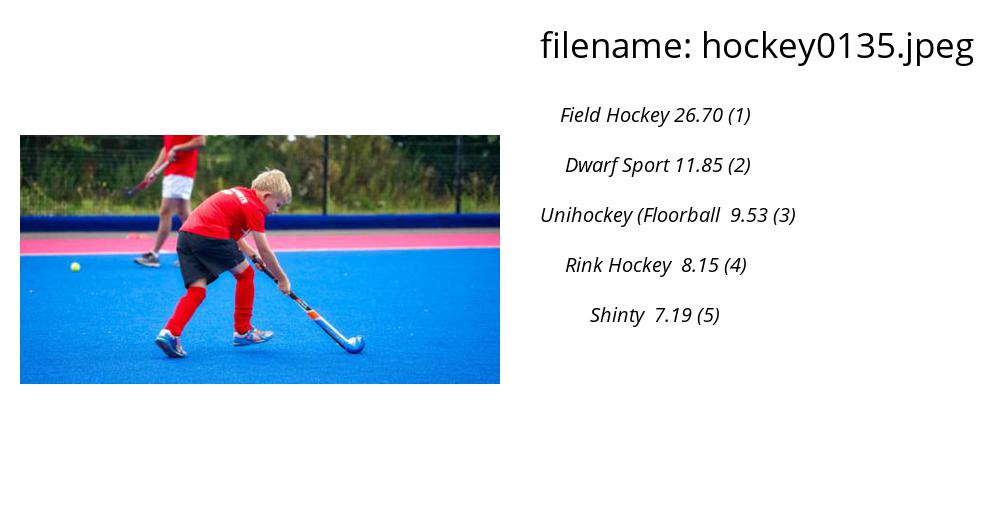 filename: hockey0135.jpeg
Field Hockey 26.70 (1)
Dwarf Sport 11.85 (2)
Unihockey (Floorball  9.53 (3)
Rink Hockey  8.15 (4)
Shinty  7.19 (5)